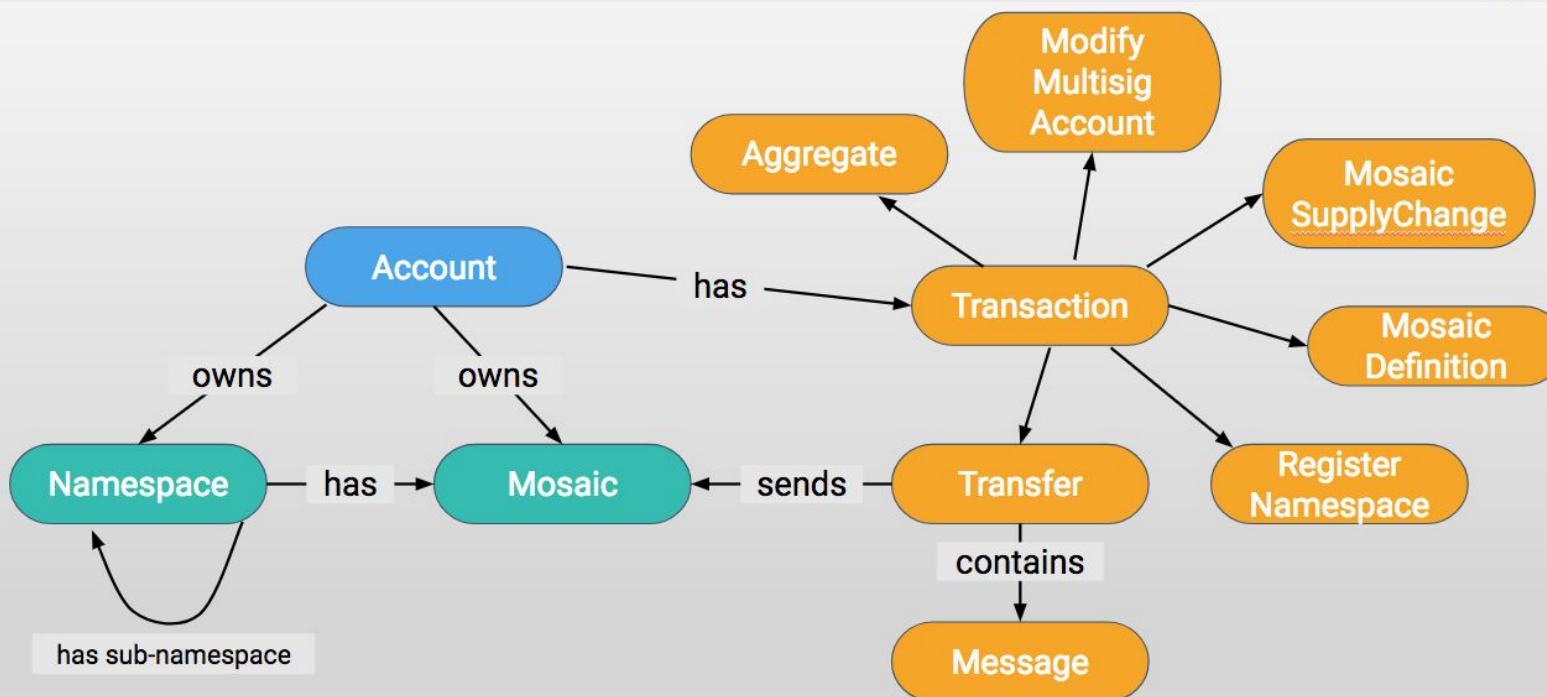 Modify
Multisig
Account
Aggregate
Mosaic
SupplyChange
Account
has
Transaction
Mosaic
Definition
owns
owns
Namespace
has
Mosaic
sends
Transfer
Register
Namespace
contains
has sub-namespace
Message